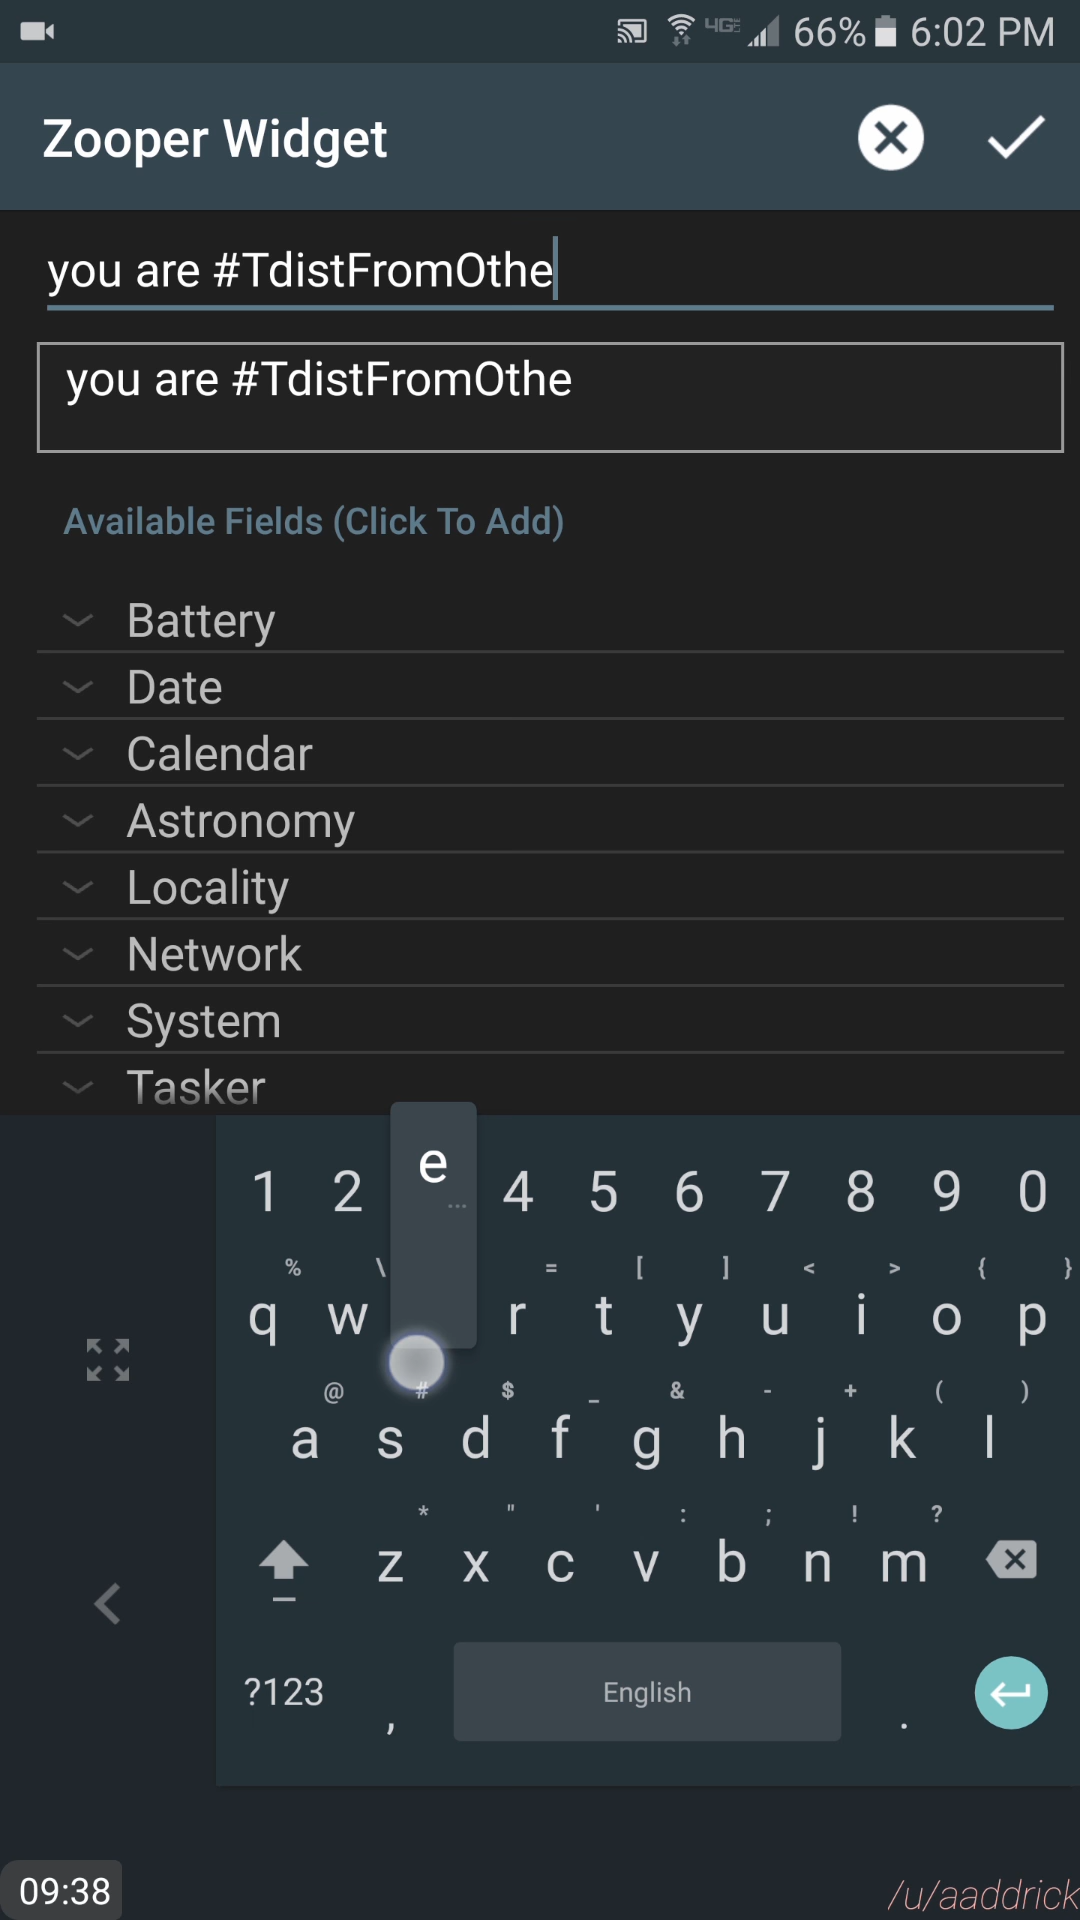 4G 66% 6:02 PM
Zooper Widget
you are #TdistFromOthe
you are #TdistFromOthe
Available Fields (Click To Add)
Battery
Date
Calendar
Astronomy
Locality
Network
System
Tasker
e
...
1 2 4 5 6 7 8 9 0
% \ = [ ] < > { }
q w r t y u i o p
@ # $ _ & - + ( )
a s d f g h j k l
* " ' : ; ! ?
z x c v b n m
?123 , English .
09:38
/u/aaddrick